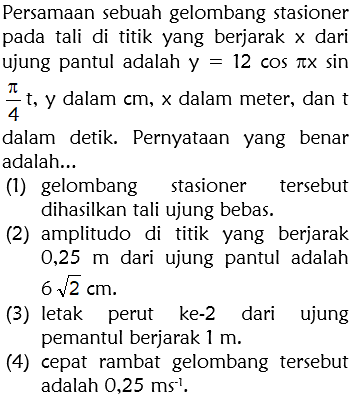 Persamaan sebuah gelombang stasioner
pada tali di titik yang berjarak x dari
ujung pantul adalah y = 12 cos πx sin
π/4 t, y dalam cm, x dalam meter, dan t
dalam detik. Pernyataan yang benar
adalah...
(1) gelombang stasioner tersebut
dihasilkan tali ujung bebas.
(2) amplitudo di titik yang berjarak
0,25 m dari ujung pantul adalah
6 √2 cm.
(3) letak perut ke-2 dari ujung
pemantul berjarak 1 m.
(4) cepat rambat gelombang tersebut
adalah 0,25 ms⁻¹.